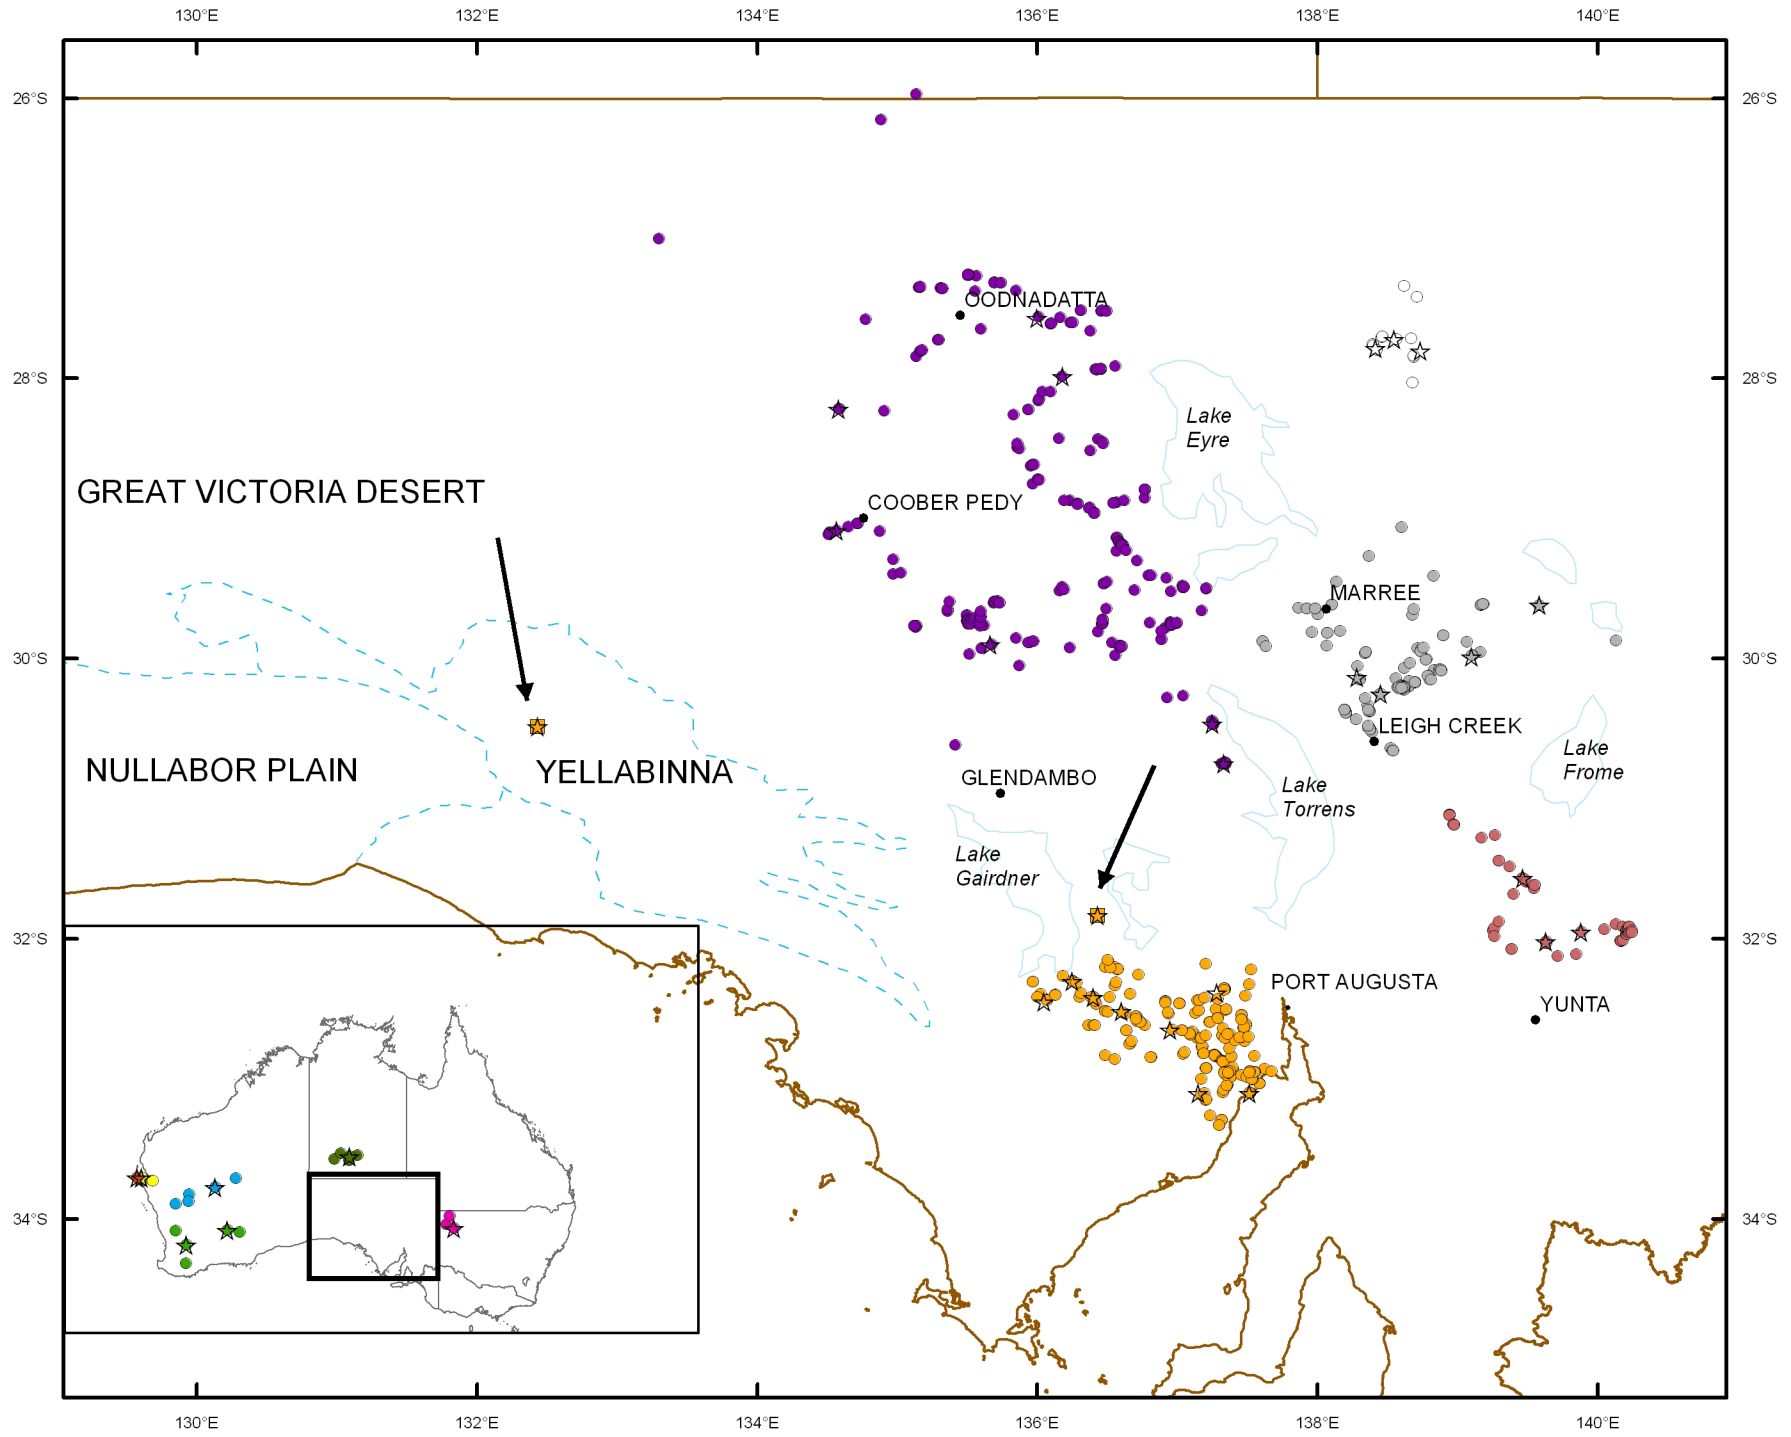 130°E 132°E 134°E 136°E 138°E 140°E
26°S 26°S
OODNADATTA
28°S 28°S
Lake
Eyre
GREAT VICTORIA DESERT
COOBER PEDY
MARREE
30°S 30°S
LEIGH CREEK
Lake
Frome
NULLABOR PLAIN
YELLABINNA
GLENDAMBO
Lake
Torrens
Lake
Gairdner
32°S 32°S
PORT AUGUSTA
YUNTA
34°S 34°S
130°E 132°E 134°E 136°E 138°E 140°E